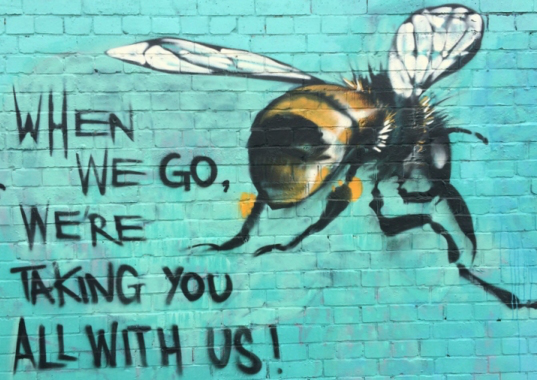 WHEN
WE GO,
WE'RE
TAKING YOU
ALL WITH US!